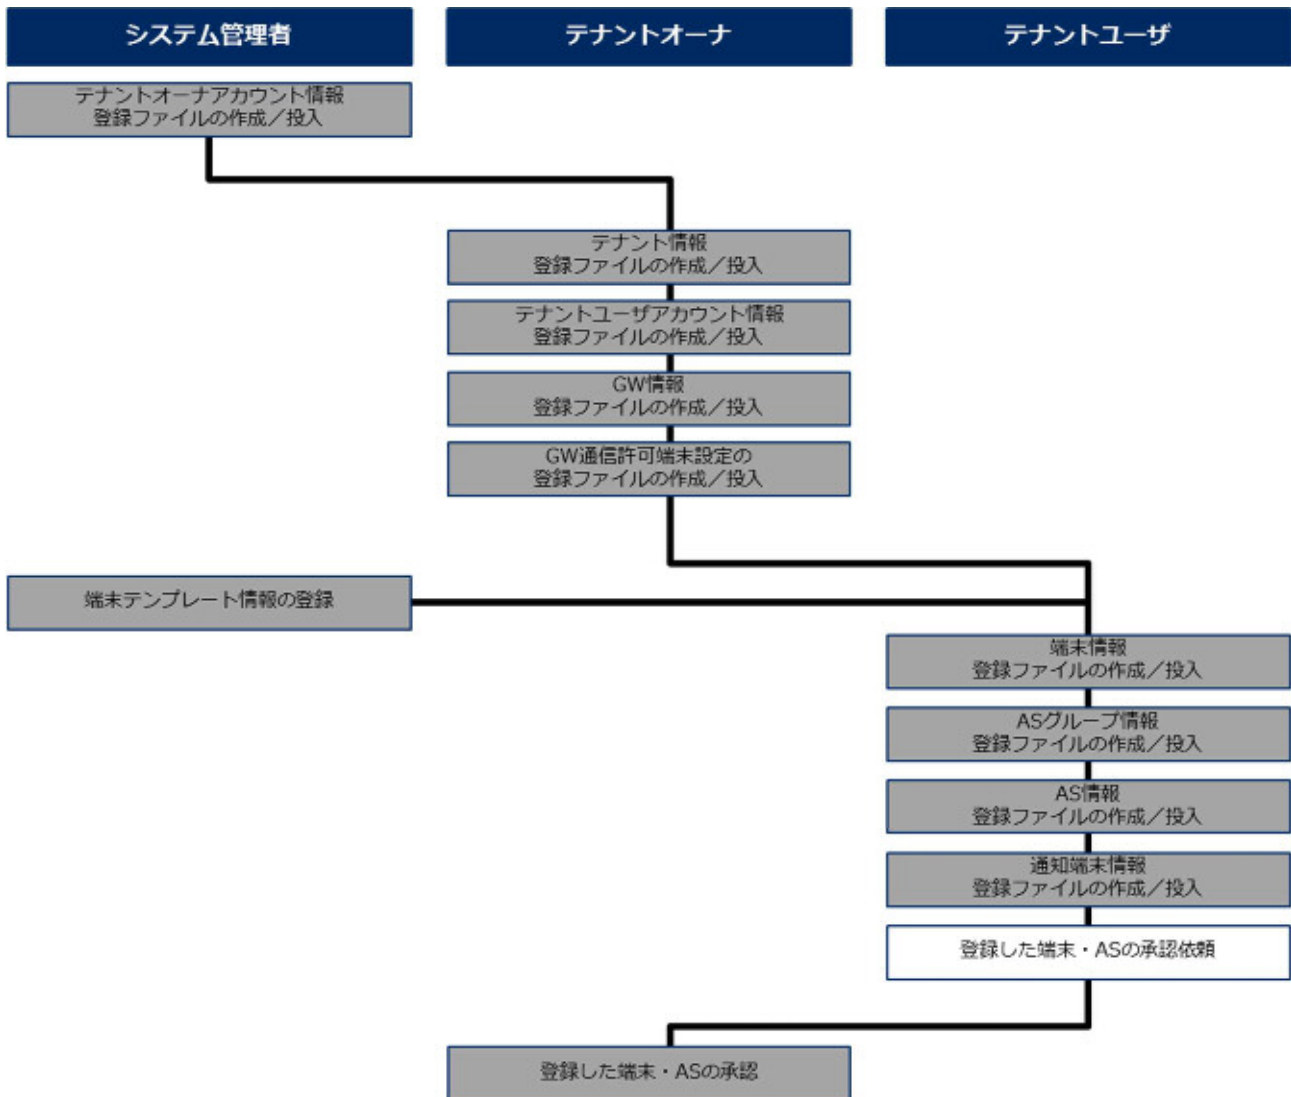 システム管理者
テナントオーナ
テナントユーザ
テナントオーナアカウント情報
登録ファイルの作成／投入
テナント情報
登録ファイルの作成／投入
テナントユーザアカウント情報
登録ファイルの作成／投入
GW情報
登録ファイルの作成／投入
GW通信許可端末設定の
登録ファイルの作成／投入
端末テンプレート情報の登録
端末情報
登録ファイルの作成／投入
ASグループ情報
登録ファイルの作成／投入
AS情報
登録ファイルの作成／投入
通知端末情報
登録ファイルの作成／投入
登録した端末・ASの承認依頼
登録した端末・ASの承認